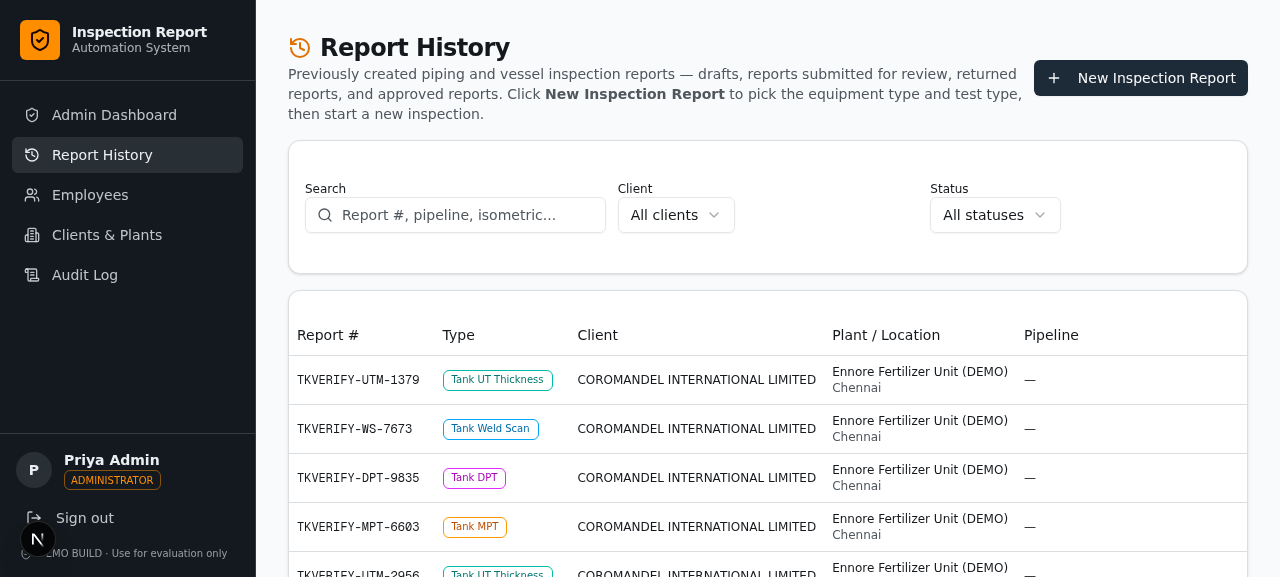 Inspection Report
Automation System
Admin Dashboard
Report History
Employees
Clients & Plants
Audit Log
P
Priya Admin
ADMINISTRATOR
Sign out
N
EMO BUILD · Use for evaluation only
Report History
Previously created piping and vessel inspection reports — drafts, reports submitted for review, returned
reports, and approved reports. Click New Inspection Report to pick the equipment type and test type,
then start a new inspection.
New Inspection Report
Search
Report #, pipeline, isometric...
Client
All clients
Status
All statuses
Report # Type Client Plant / Location Pipeline
TKVERIFY-UTM-1379 Tank UT Thickness COROMANDEL INTERNATIONAL LIMITED Ennore Fertilizer Unit (DEMO) —
Chennai
TKVERIFY-WS-7673 Tank Weld Scan COROMANDEL INTERNATIONAL LIMITED Ennore Fertilizer Unit (DEMO) —
Chennai
TKVERIFY-DPT-9835 Tank DPT COROMANDEL INTERNATIONAL LIMITED Ennore Fertilizer Unit (DEMO) —
Chennai
TKVERIFY-MPT-6603 Tank MPT COROMANDEL INTERNATIONAL LIMITED Ennore Fertilizer Unit (DEMO) —
Chennai
TKVERIFY-UTM-2956 Tank UT Thickness COROMANDEL INTERNATIONAL LIMITED Ennore Fertilizer Unit (DEMO) —